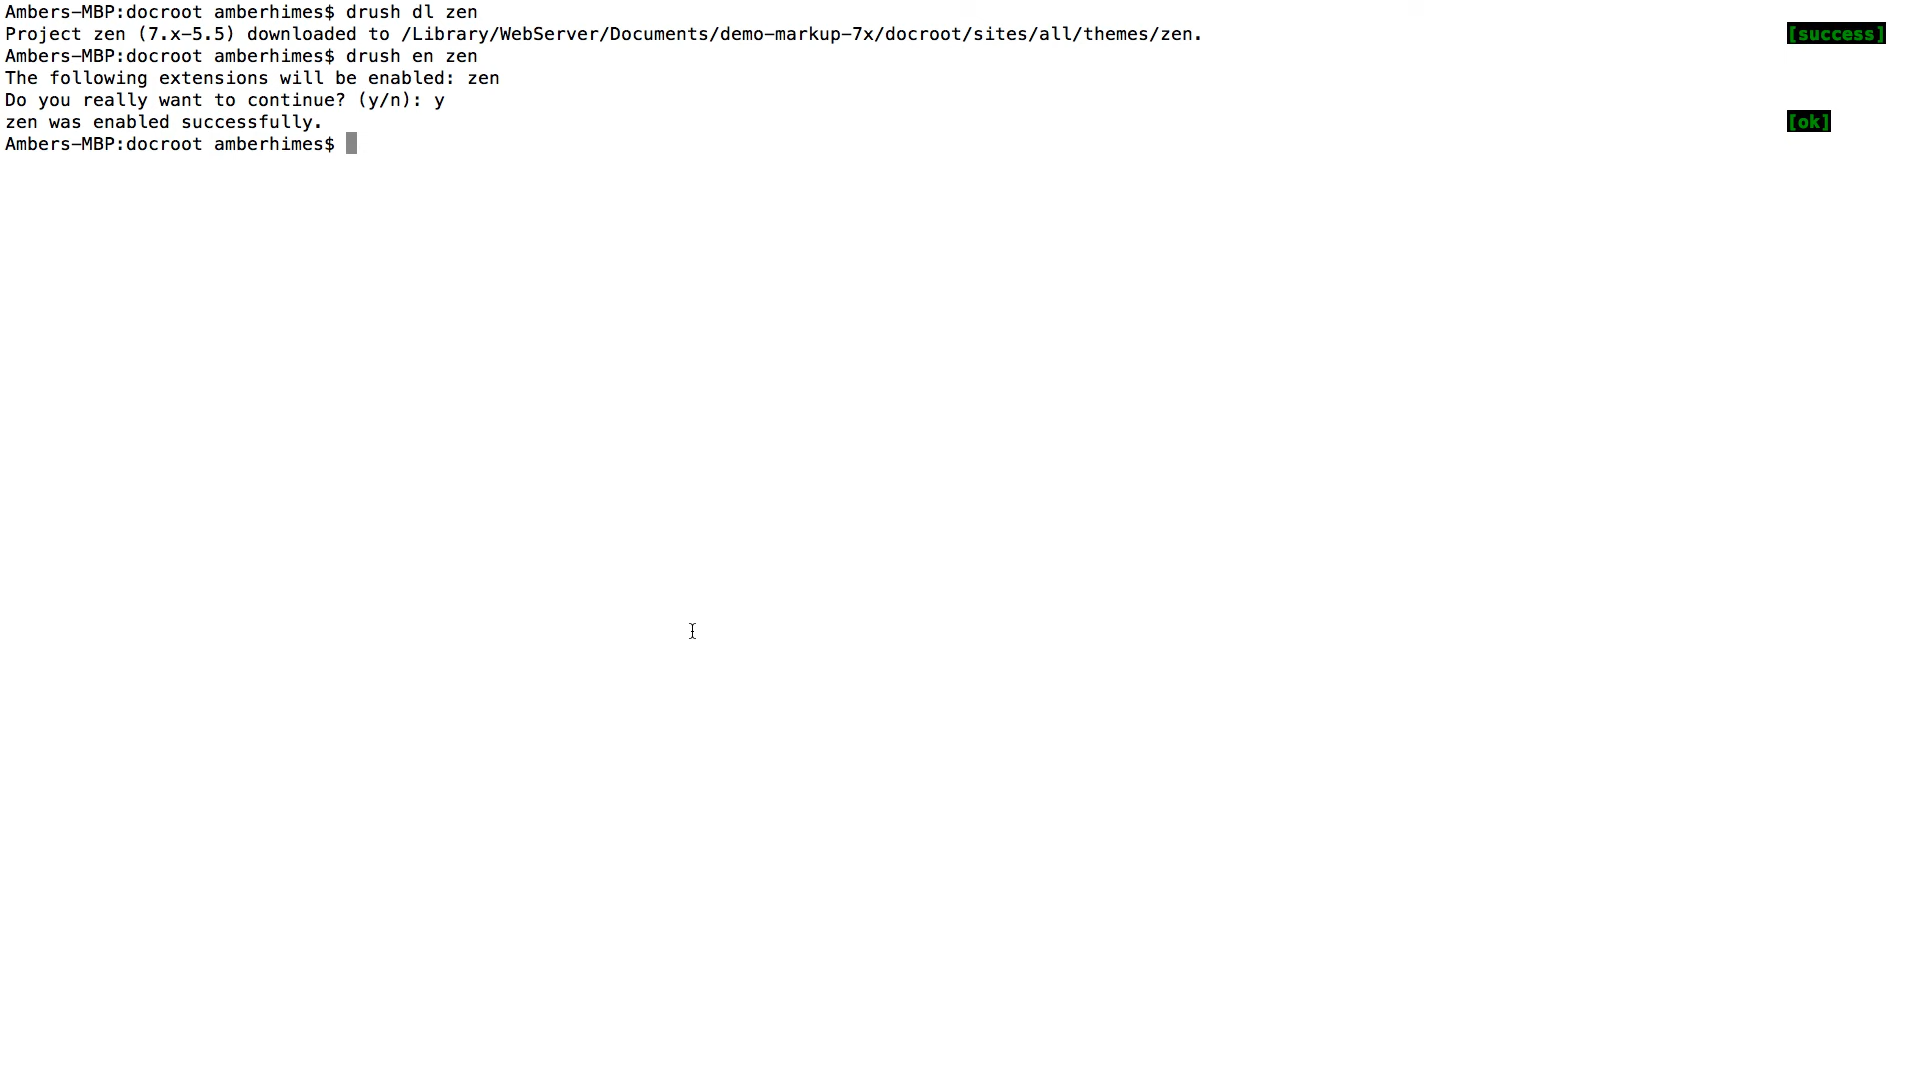 Ambers-MBP:docroot amberhimes$ drush dl zen
Project zen (7.x-5.5) downloaded to /Library/WebServer/Documents/demo-markup-7x/docroot/sites/all/themes/zen. [success]
Ambers-MBP:docroot amberhimes$ drush en zen
The following extensions will be enabled: zen
Do you really want to continue? (y/n): y
zen was enabled successfully. [ok]
Ambers-MBP:docroot amberhimes$